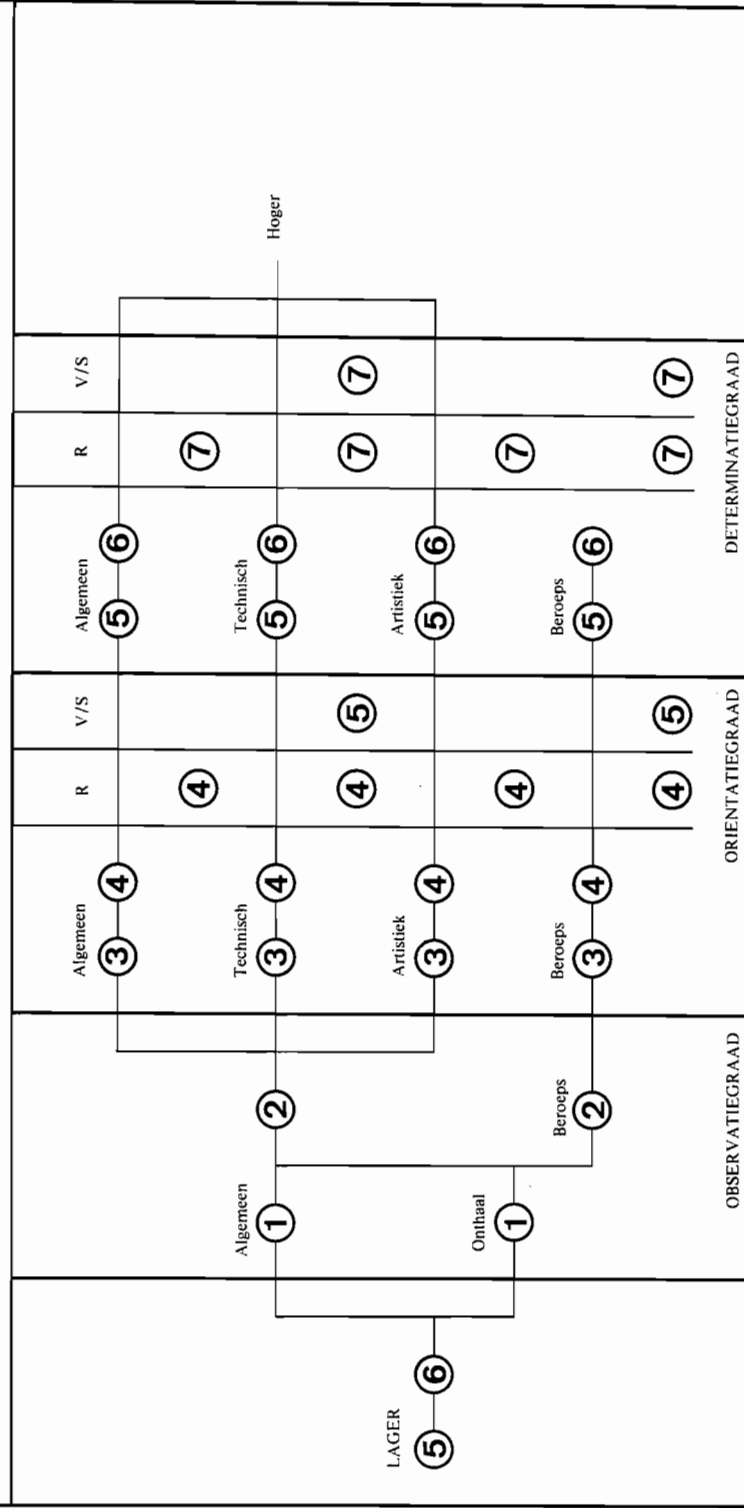 LAGER
5 6
Algemeen
1
2
Onthaal
1
Beroeps
2
OBSERVATIEGRAAD
R
V/S
Algemeen
3 4
4
Technisch
3 4
4
5
Artistiek
3 4
4
Beroeps
3 4
4
5
ORIENTATIEGRAAD
R
V/S
Algemeen
5 6
7
Technisch
5 6
7
7
Artistiek
5 6
7
Beroeps
5 6
7
7
DETERMINATIEGRAAD
Hoger